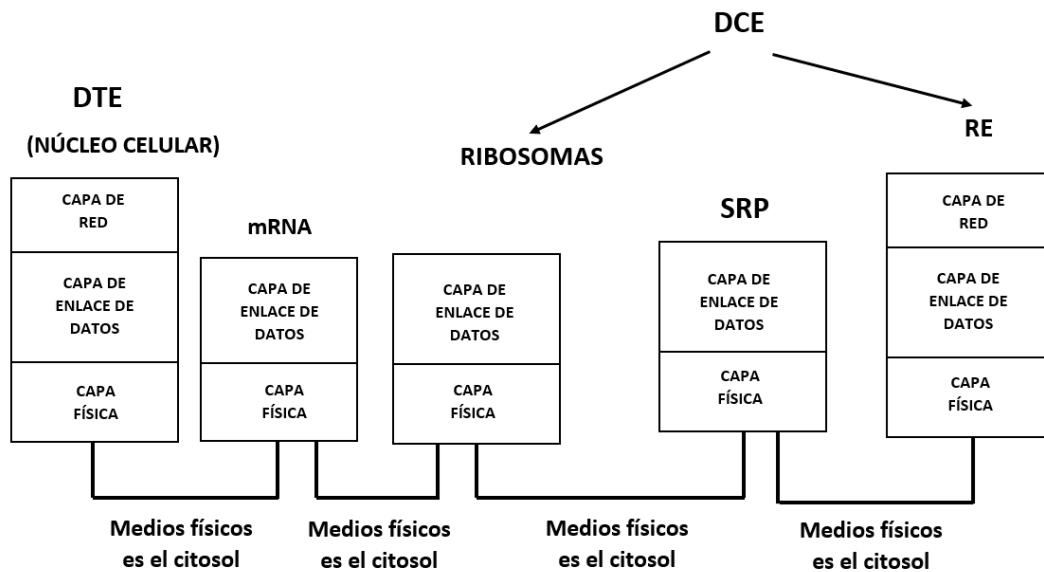 DCE
DTE
(NÚCLEO CELULAR)
RIBOSOMAS
RE
CAPA DE
RED
CAPA DE
ENLACE DE
DATOS
CAPA
FÍSICA
mRNA
CAPA DE
ENLACE DE
DATOS
CAPA
FÍSICA
CAPA DE
ENLACE DE
DATOS
CAPA
FÍSICA
SRP
CAPA DE
ENLACE DE
DATOS
CAPA
FÍSICA
CAPA DE
RED
CAPA DE
ENLACE DE
DATOS
CAPA
FÍSICA
Medios físicos
es el citosol
Medios físicos
es el citosol
Medios físicos
es el citosol
Medios físicos
es el citosol